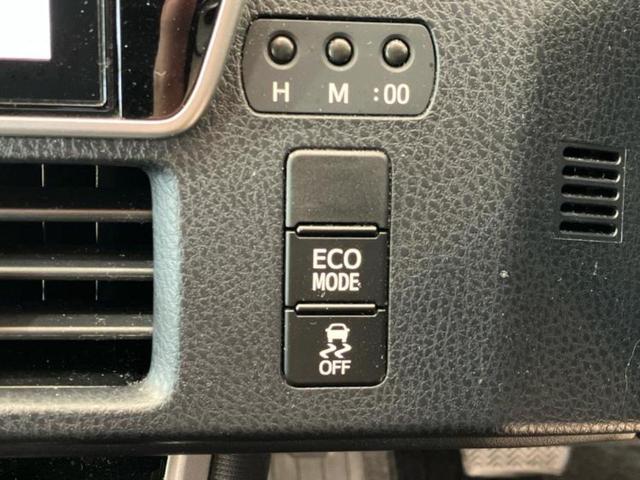 H M :00
ECO
MODE
OFF